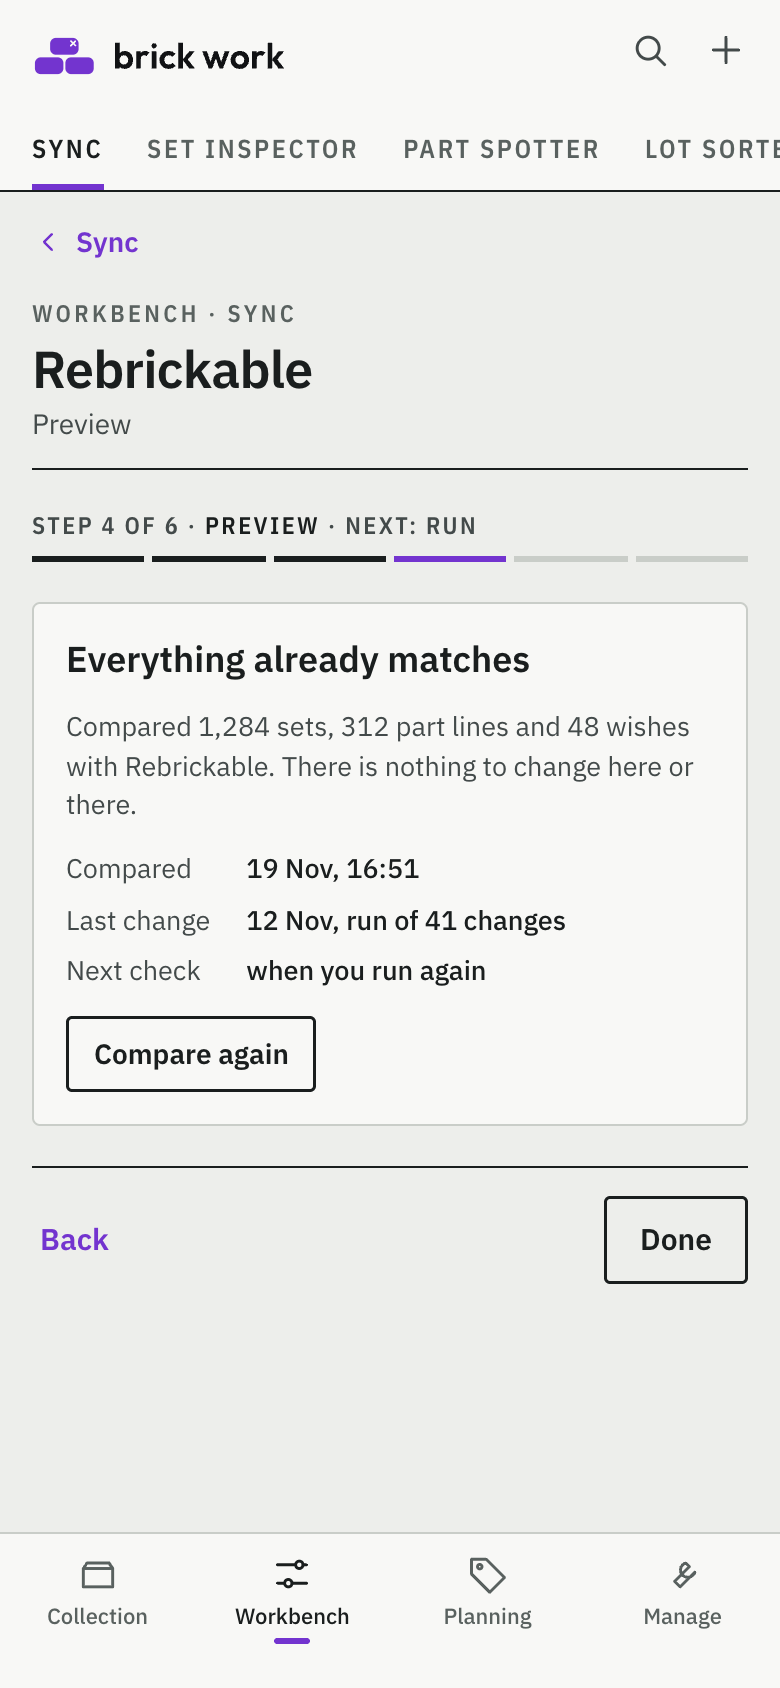 brick work
SYNC SET INSPECTOR PART SPOTTER LOT SORTE
Sync
WORKBENCH · SYNC
Rebrickable
Preview
STEP 4 OF 6 · PREVIEW · NEXT: RUN
Everything already matches
Compared 1,284 sets, 312 part lines and 48 wishes
with Rebrickable. There is nothing to change here or
there.
Compared 19 Nov, 16:51
Last change 12 Nov, run of 41 changes
Next check when you run again
Compare again
Back Done
Collection Workbench Planning Manage